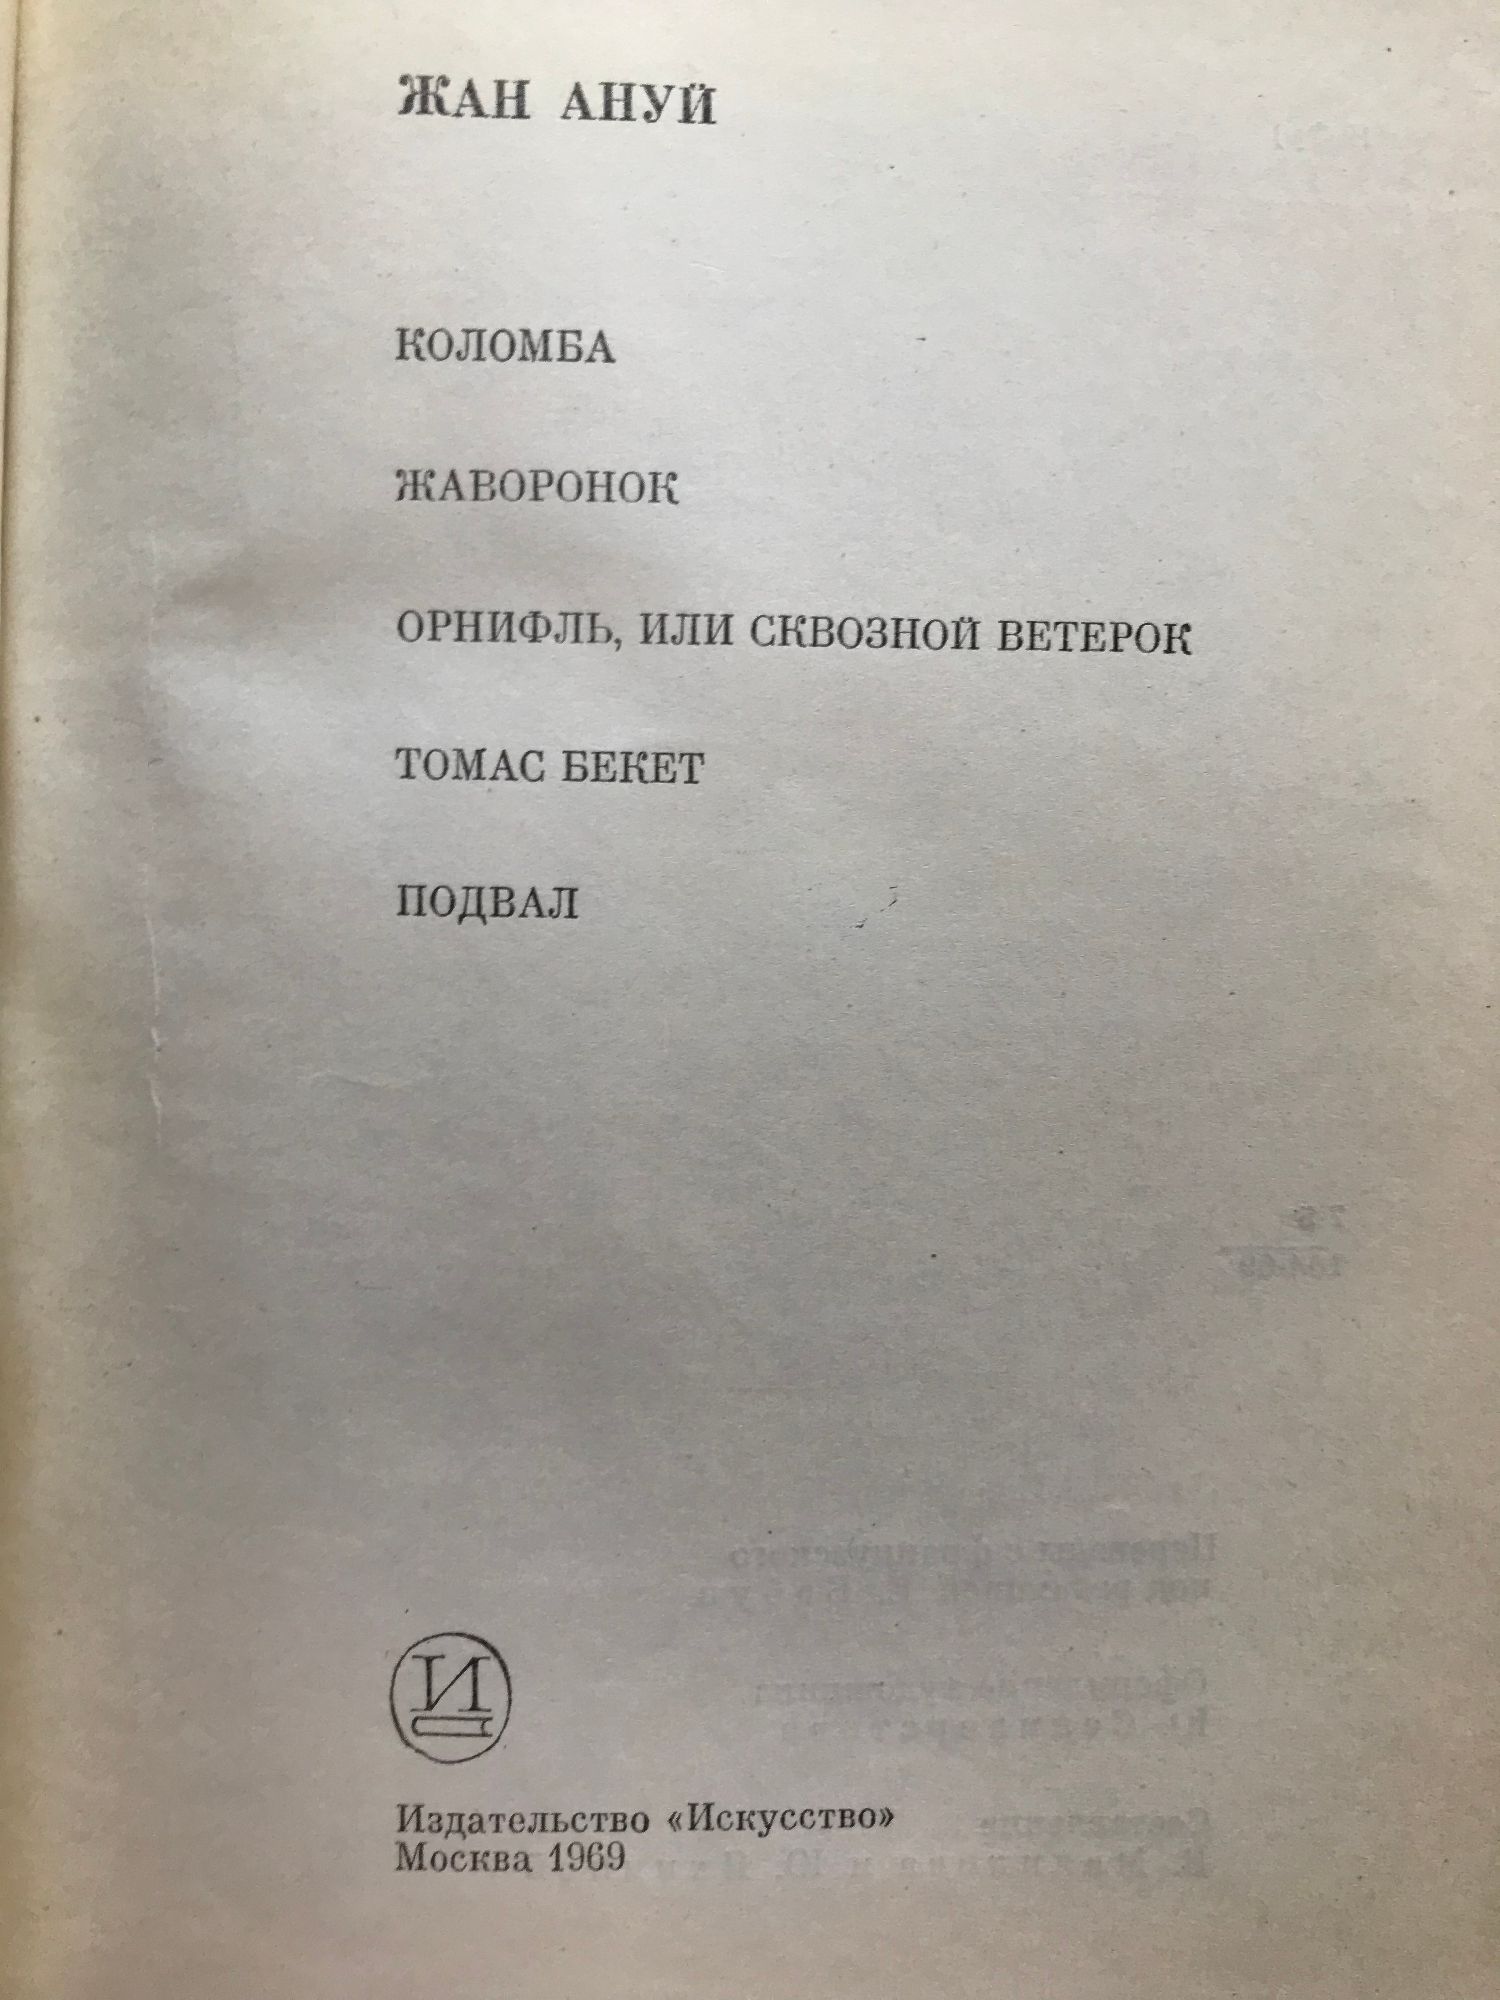 ЖАН АНУЙ
КОЛОМБА
ЖАВОРОНОК
ОРНИФЛЬ, ИЛИ СКВОЗНОЙ ВЕТЕРОК
ТОМАС БЕКЕТ
ПОДВАЛ
И
Издательство «Искусство»
Москва 1969